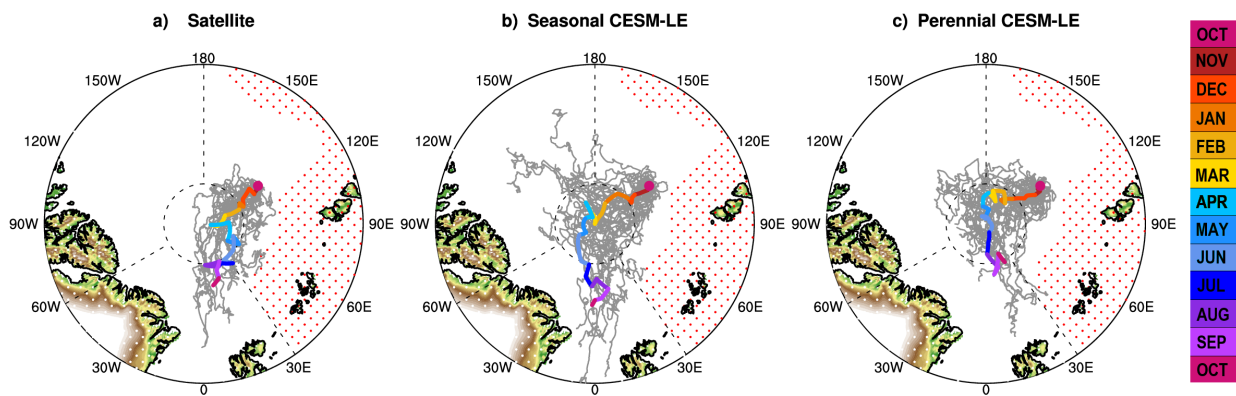 a) Satellite
b) Seasonal CESM-LE
c) Perennial CESM-LE
180
150W
150E
120W
120E
90W
90E
60W
60E
30W
30E
0
180
150W
150E
120W
120E
90W
90E
60W
60E
30W
30E
0
180
150W
150E
120W
120E
90W
90E
60W
60E
30W
30E
0
OCT
NOV
DEC
JAN
FEB
MAR
APR
MAY
JUN
JUL
AUG
SEP
OCT